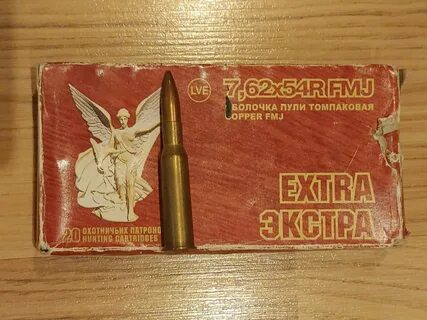 LVE
7,62x54R FMJ
ОБОЛОЧКА ПУЛИ ТОМПАКОВАЯ
COPPER FMJ
EXTRA
ЭКСТРА
20 ОХОТНИЧЬИХ ПАТРОНОВ
HUNTING CARTRIDGES